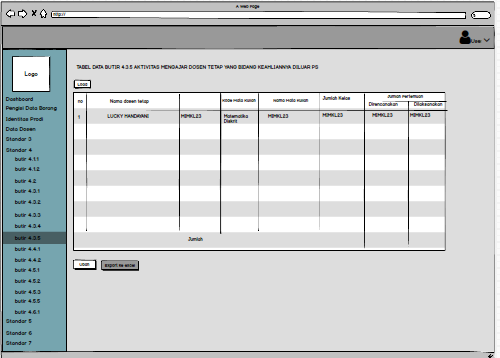 A Web Page
http://
User
Logo
TABEL DATA BUTIR 4.3.5 AKTIVITAS MENGAJAR DOSEN TETAP YANG BIDANG KEAHLIANNYA DILUAR PS
Dashboard
Pengisi Data Borang
Identitas Prodi
Data Dosen
Standar 3
Standar 4
butir 4.1.1
butir 4.1.2
butir 4.2
butir 4.3.1
butir 4.3.2
butir 4.3.3
butir 4.3.4
butir 4.3.5
butir 4.4.1
butir 4.4.2
butir 4.5.1
butir 4.5.2
butir 4.5.3
butir 4.5.5
butir 4.6.1
Standar 5
Standar 6
Standar 7
no Nama dosen tetap Kode Mata Kuliah Nama Mata Kuliah Jumlah Kelas Jumlah Pertemuan
Direncanakan Dilaksanakan
1 LUCKY HANDAYANI MIMKL23 Matematika Diskrit MIMKL23 MIMKL23 MIMKL23 MIMKL23
Jumlah
Export ke excel